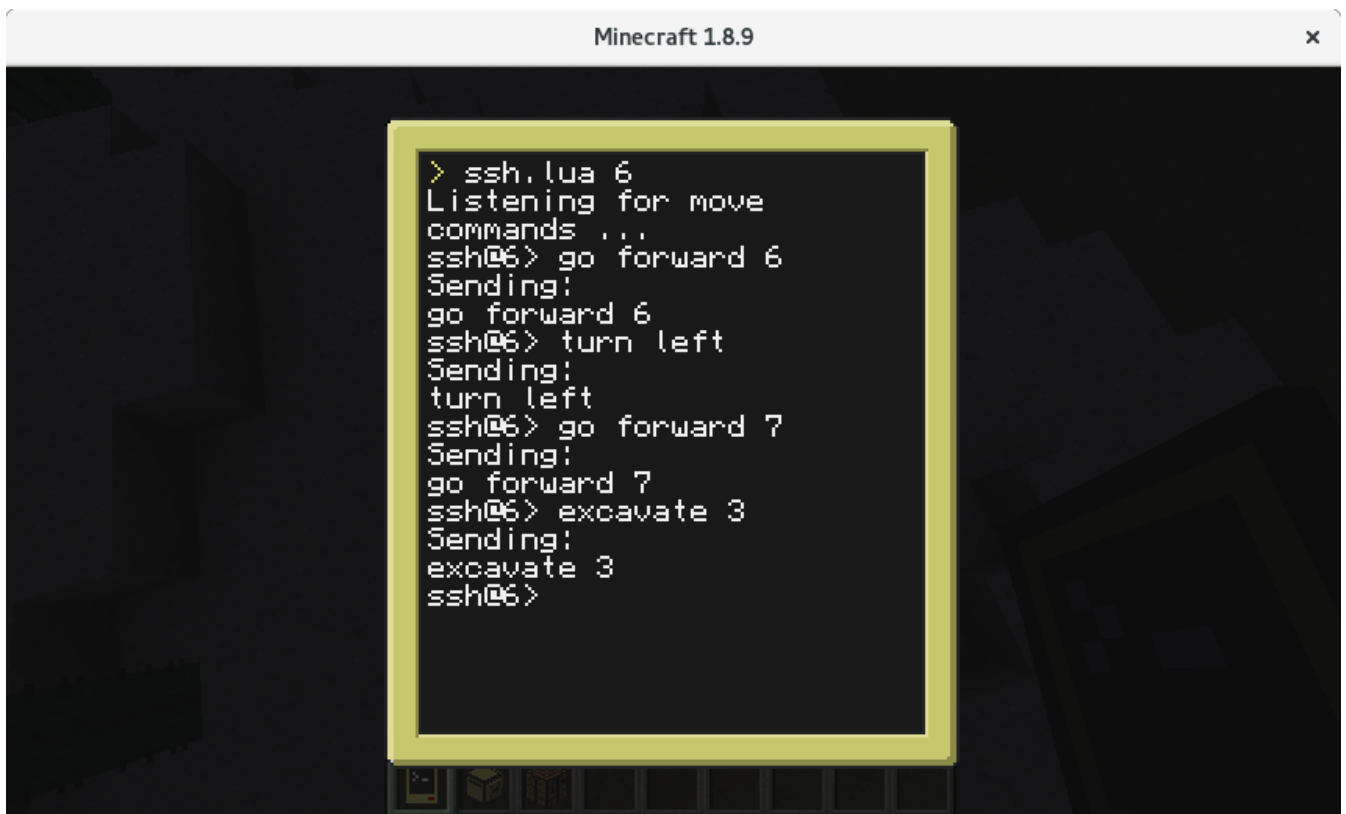 Minecraft 1.8.9
×
> ssh.lua 6
Listening for move
commands ...
ssh@6> go forward 6
Sending:
go forward 6
ssh@6> turn left
Sending:
turn left
ssh@6> go forward 7
Sending:
go forward 7
ssh@6> excavate 3
Sending:
excavate 3
ssh@6>